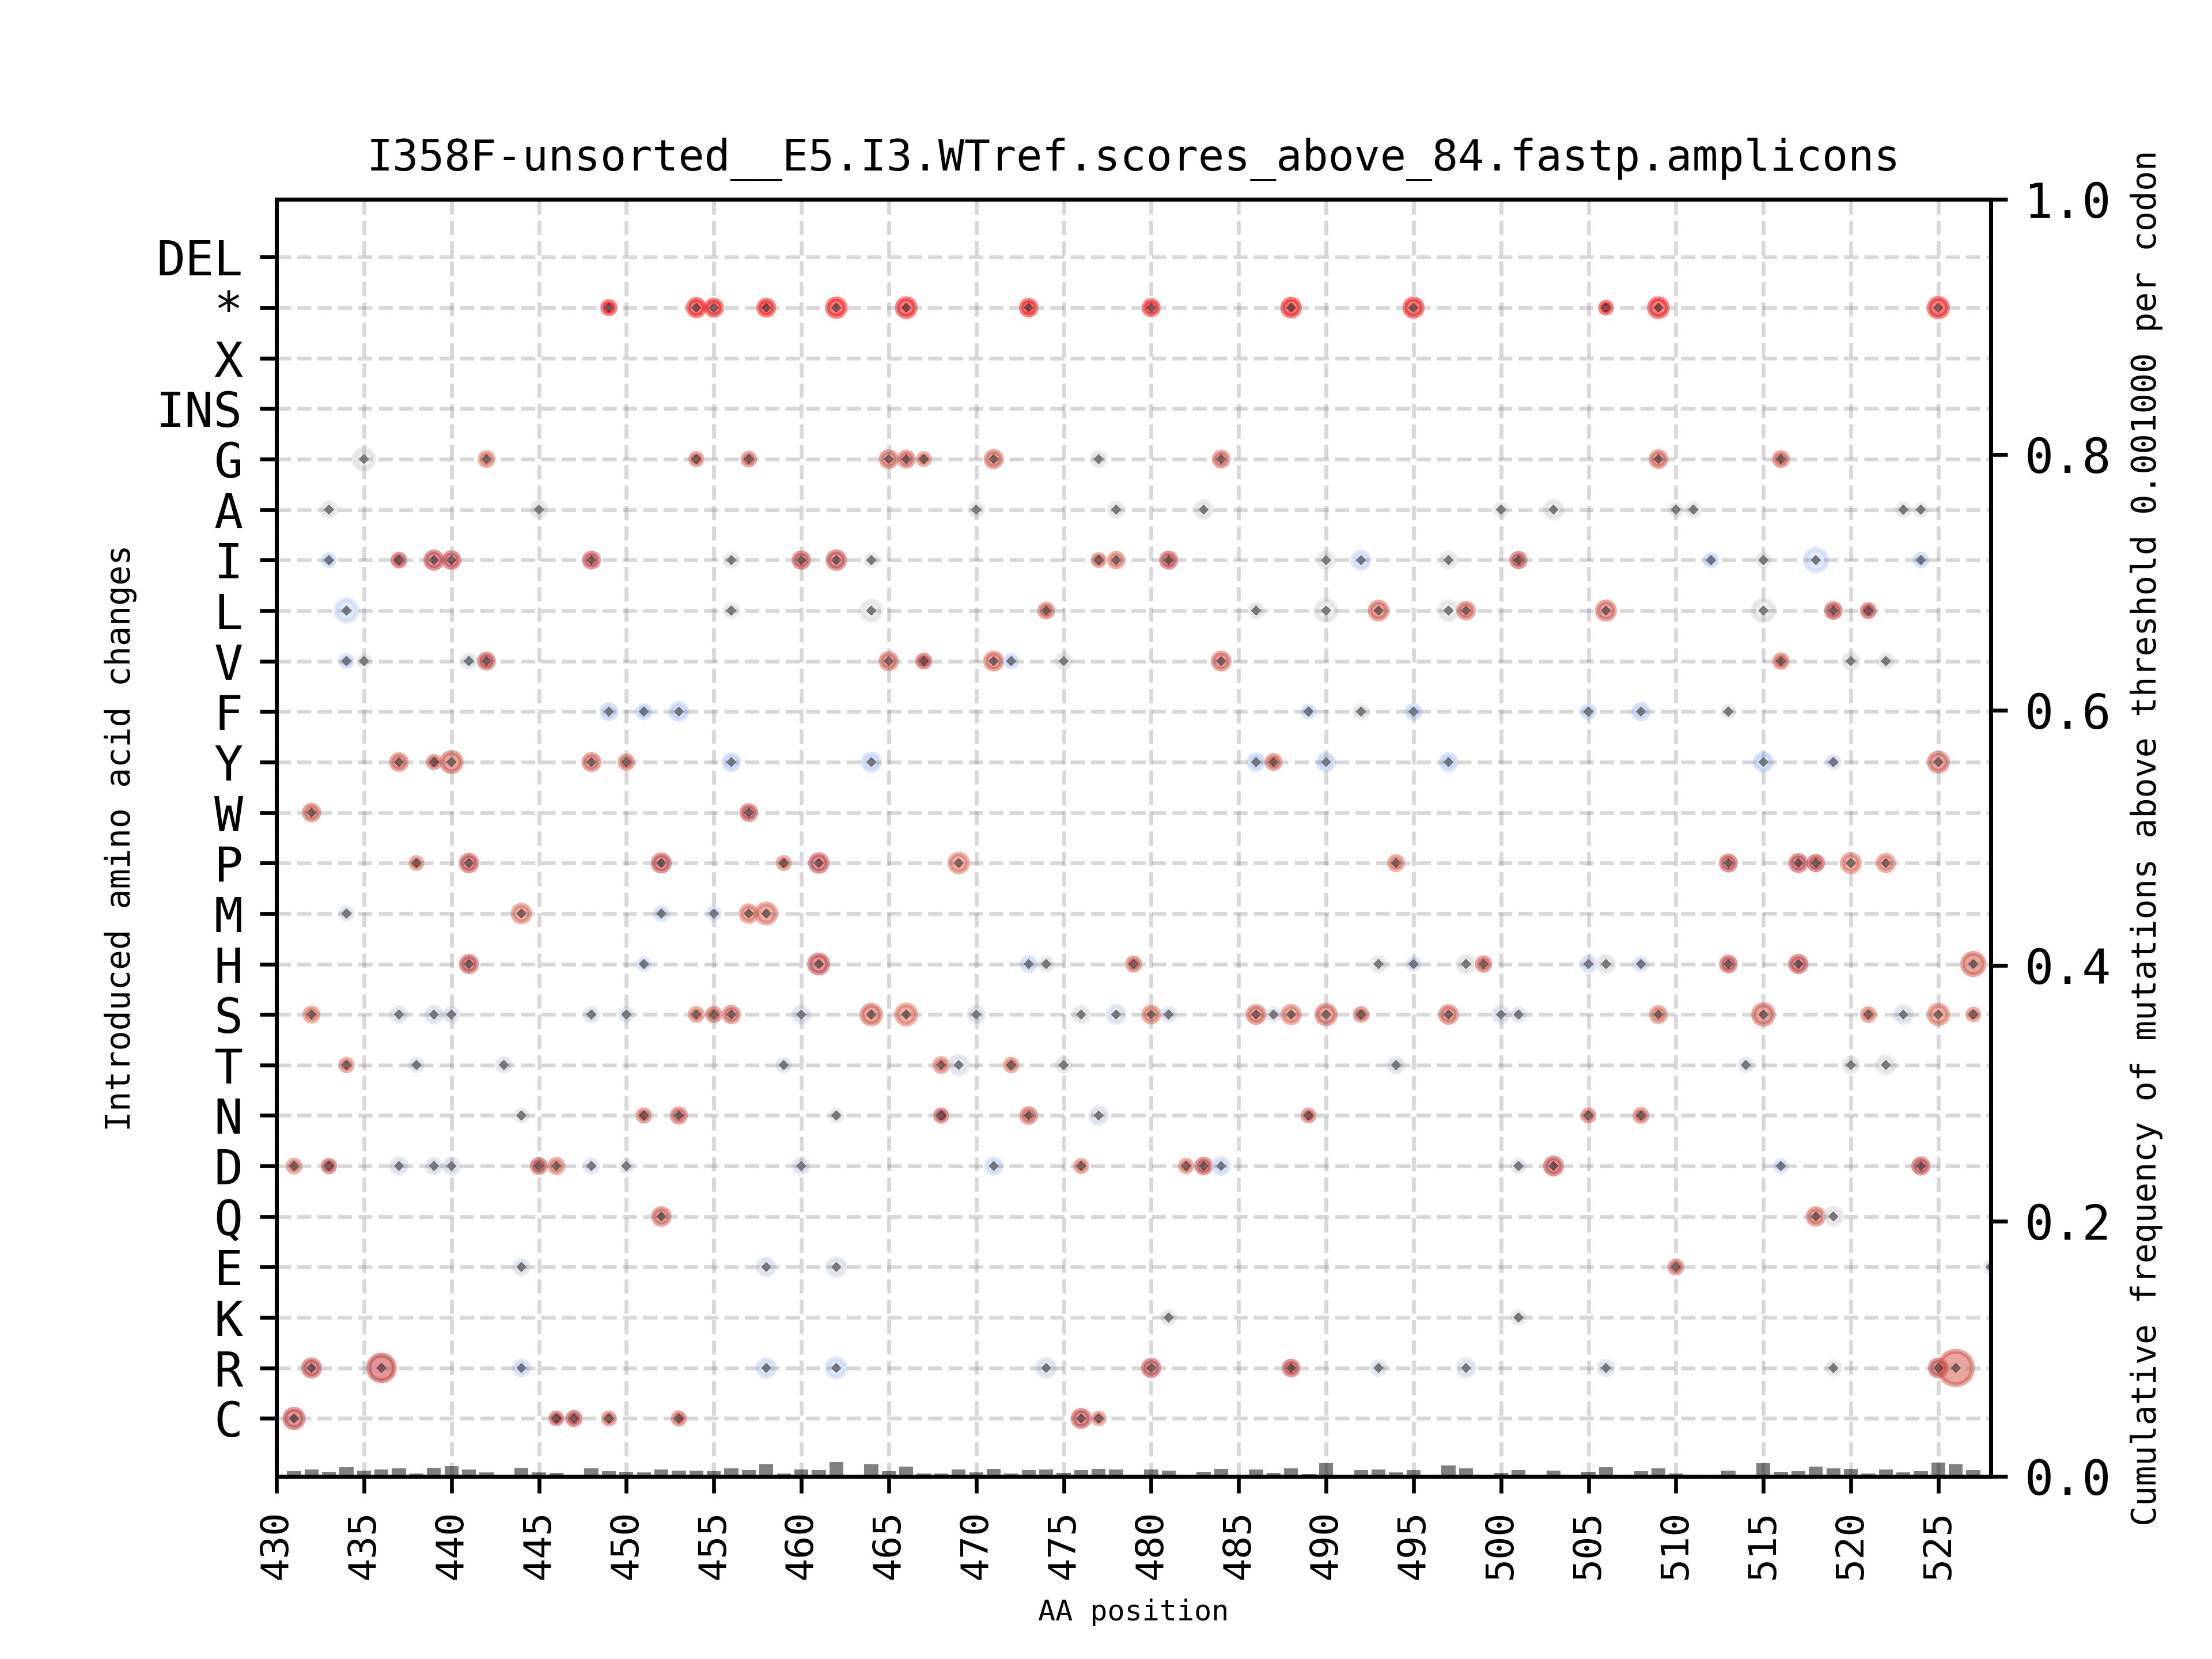 I358F-unsorted__E5.I3.WTref.scores_above_84.fastp.amplicons
Introduced amino acid changes
DEL
*
X
INS
G
A
I
L
V
F
Y
W
P
M
H
S
T
N
D
Q
E
K
R
C
1.0
0.8
0.6
0.4
0.2
0.0
Cumulative frequency of mutations above threshold 0.001000 per codon
430
435
440
445
450
455
460
465
470
475
480
485
490
495
500
505
510
515
520
525
AA position